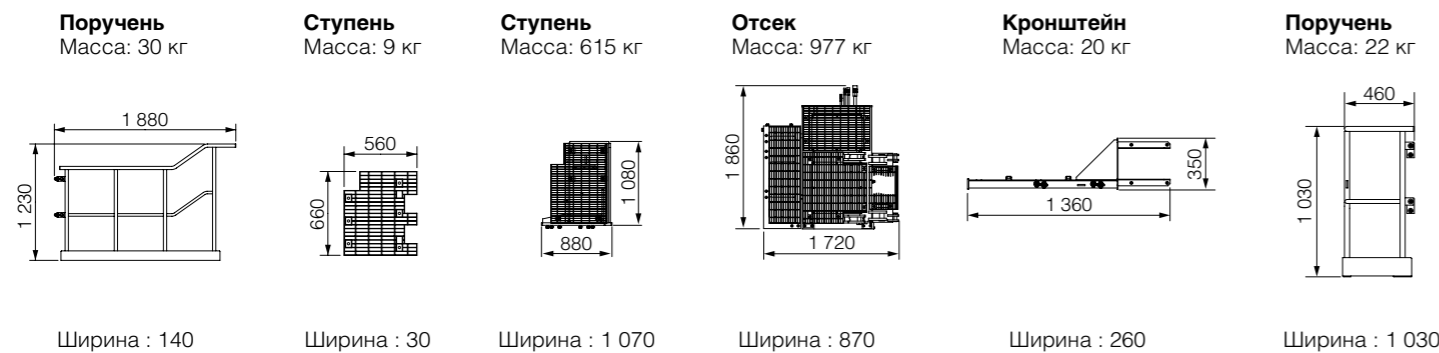 Поручень
Масса: 30 кг
1 880
1 230
Ширина : 140
Ступень
Масса: 9 кг
560
660
Ширина : 30
Ступень
Масса: 615 кг
1 080
880
Ширина : 1 070
Отсек
Масса: 977 кг
1 860
1 720
Ширина : 870
Кронштейн
Масса: 20 кг
350
1 360
Ширина : 260
Поручень
Масса: 22 кг
460
1 030
Ширина : 1 030